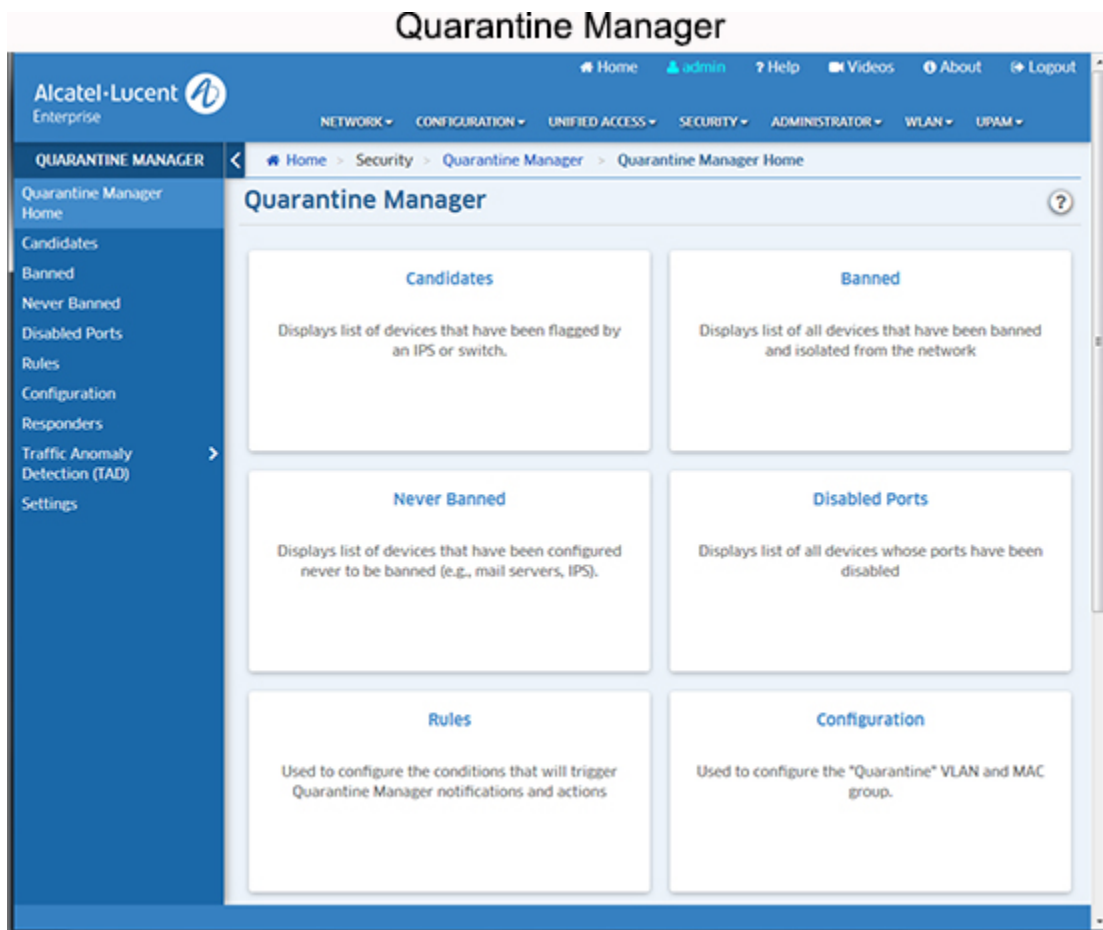 Quarantine Manager
Home admin ? Help Videos About Logout
Alcatel·Lucent
Enterprise
NETWORK CONFIGURATION UNIFIED ACCESS SECURITY ADMINISTRATOR WLAN UPAM
QUARANTINE MANAGER
Home > Security > Quarantine Manager > Quarantine Manager Home
Quarantine Manager
Home
Candidates
Banned
Never Banned
Disabled Ports
Rules
Configuration
Responders
Traffic Anomaly
Detection (TAD)
Settings
Quarantine Manager
?
Candidates
Displays list of devices that have been flagged by
an IPS or switch.
Banned
Displays list of all devices that have been banned
and isolated from the network
Never Banned
Displays list of devices that have been configured
never to be banned (e.g., mail servers, IPS).
Disabled Ports
Displays list of all devices whose ports have been
disabled
Rules
Used to configure the conditions that will trigger
Quarantine Manager notifications and actions
Configuration
Used to configure the "Quarantine" VLAN and MAC
group.